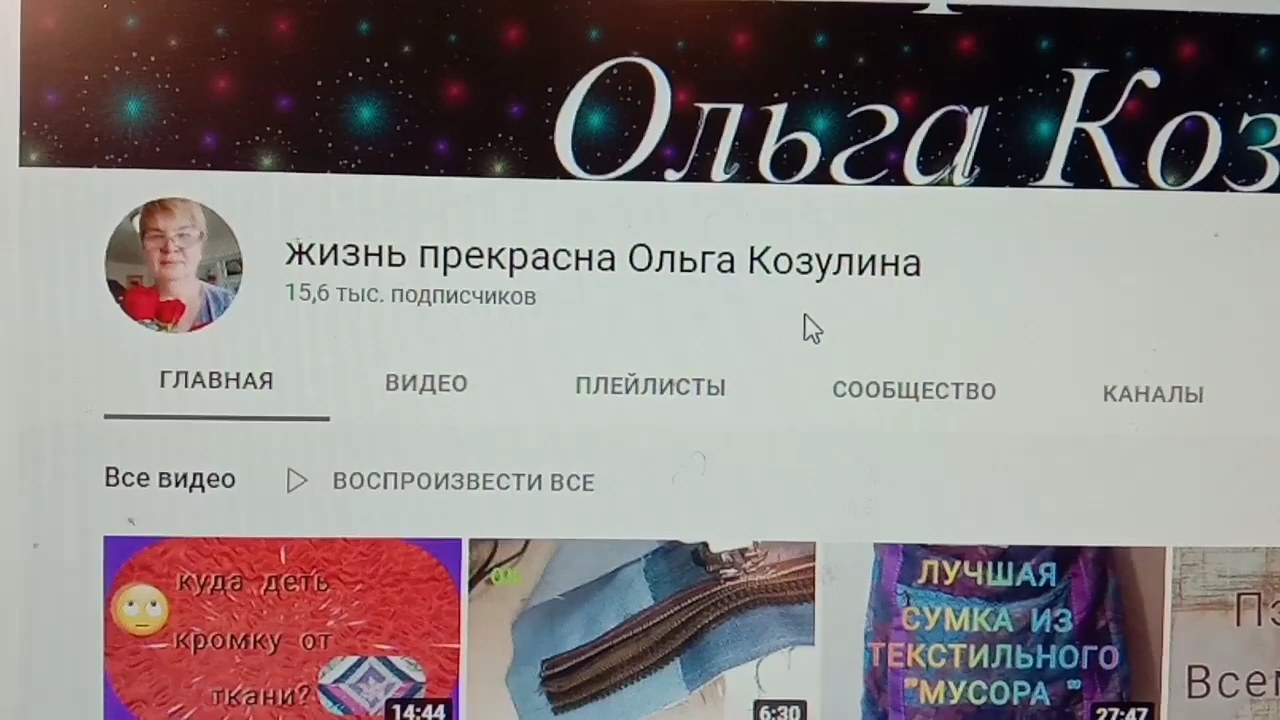 Ольга Коз
жизнь прекрасна Ольга Козулина
15,6 тыс. подписчиков
ГЛАВНАЯ ВИДЕО ПЛЕЙЛИСТЫ СООБЩЕСТВО КАНАЛЫ
Все видео ВОСПРОИЗВЕСТИ ВСЕ
куда деть
кромку от
ткани?
14:44
6:30
ЛУЧШАЯ
СУМКА ИЗ
ТЕКСТИЛЬНОГО
"МУСОРА "
27:47